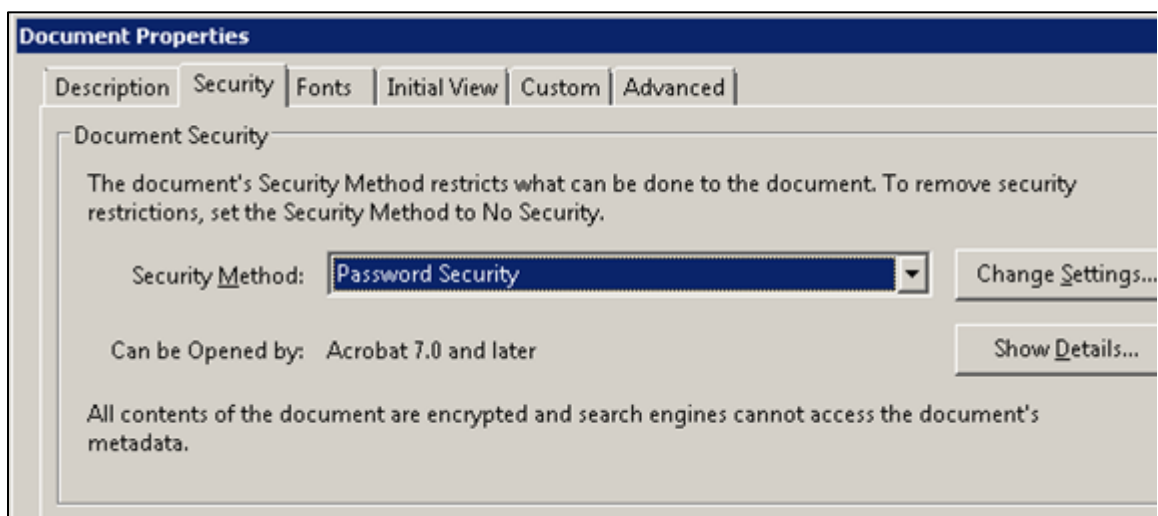 Document Properties
Description Security Fonts Initial View Custom Advanced
Document Security
The document's Security Method restricts what can be done to the document. To remove security
restrictions, set the Security Method to No Security.
Security Method: Password Security Change Settings...
Can be Opened by: Acrobat 7.0 and later Show Details...
All contents of the document are encrypted and search engines cannot access the document's
metadata.